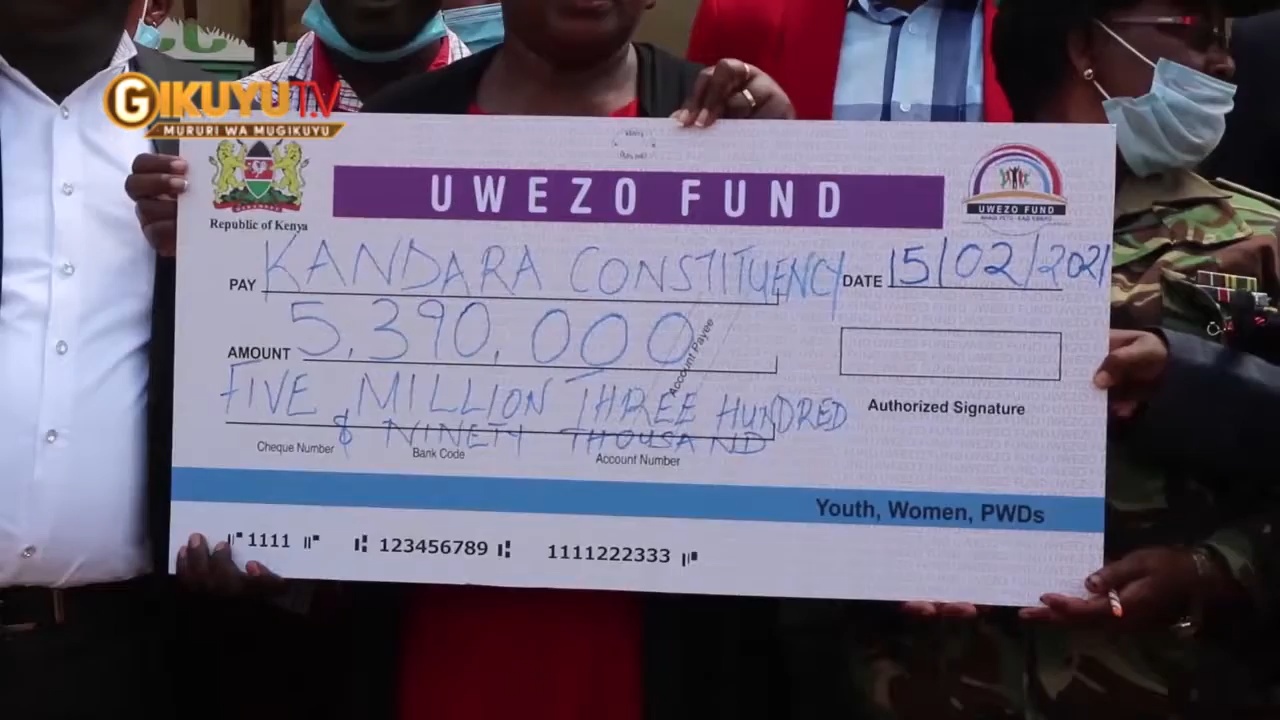 GIKUYU TV
MURURI WA MUGIKUYU
UWEZO FUND
Republic of Kenya
UWEZO FUND
PAY KANDARA CONSTITUENCY DATE 15/02/2021
AMOUNT 5,390,000
Account Payee
FIVE MILLION THREE HUNDRED
& NINETY THOUSAND
Authorized Signature
Cheque Number Bank Code Account Number
Youth, Women, PWDs
1111 123456789 1111222333